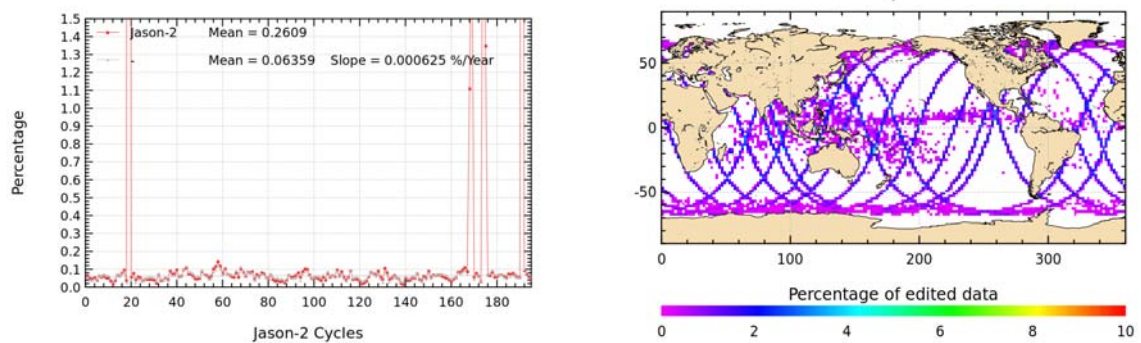 1.5
1.4
1.3
1.2
1.1
1.0
0.9
0.8
0.7
0.6
0.5
0.4
0.3
0.2
0.1
0.0
Percentage
Jason-2 Mean = 0.2609
- Mean = 0.06359 Slope = 0.000625 %/Year
0 20 40 60 80 100 120 140 160 180
Jason-2 Cycles
50
0
-50
0 100 200 300
Percentage of edited data
0 2 4 6 8 10